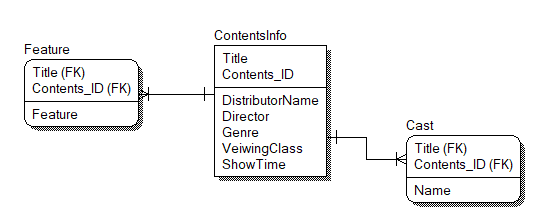 Feature
Title (FK)
Contents_ID (FK)
Feature
ContentsInfo
Title
Contents_ID
DistributorName
Director
Genre
VeiwingClass
ShowTime
Cast
Title (FK)
Contents_ID (FK)
Name